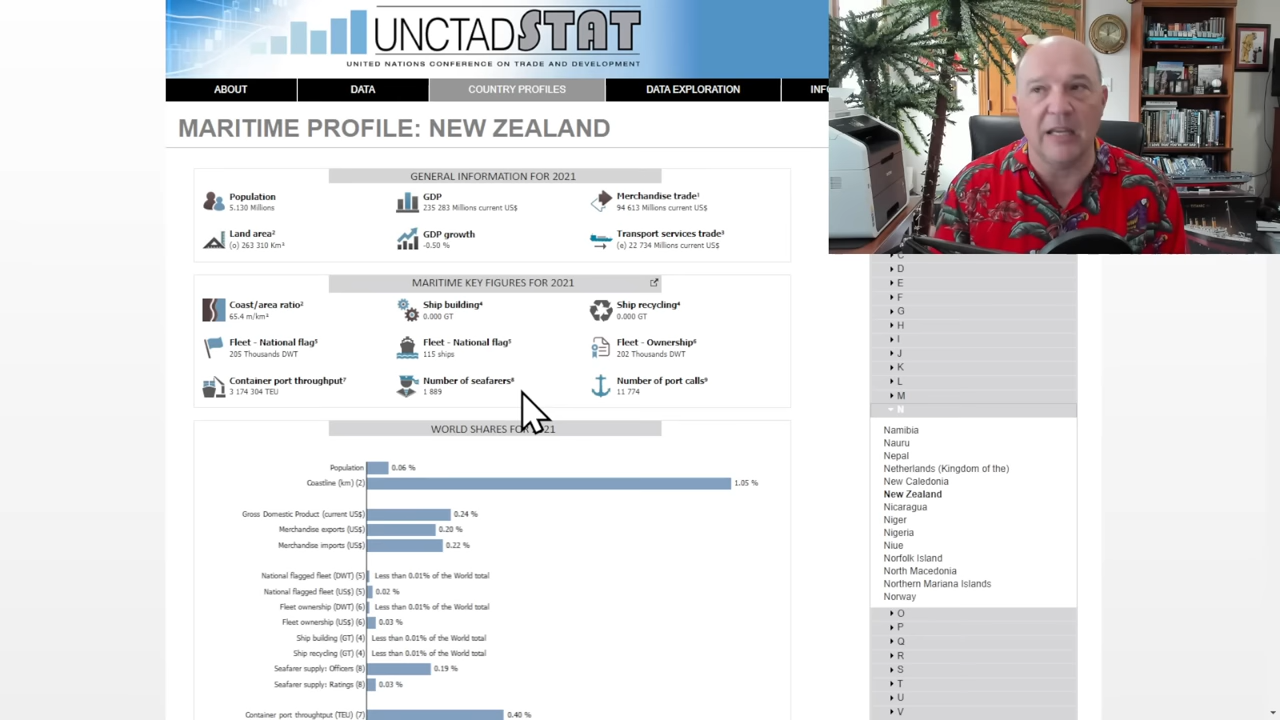 UNCTADSTAT
UNITED NATIONS CONFERENCE ON TRADE AND DEVELOPMENT
ABOUT
DATA
COUNTRY PROFILES
DATA EXPLORATION
MARITIME PROFILE: NEW ZEALAND
GENERAL INFORMATION FOR 2021
Population
5.130 Millions
GDP
235 283 Millions current US$
Merchandise trade¹
94 613 Millions current US$
Land area²
(o) 263 310 Km²
GDP growth
-0.50 %
Transport services trade³
(e) 22 734 Millions current US$
MARITIME KEY FIGURES FOR 2021
Coast/area ratio²
65.4 m/km²
Ship building⁴
0.000 GT
Ship recycling⁴
0.000 GT
Fleet - National flag⁵
205 Thousands DWT
Fleet - National flag⁵
115 ships
Fleet - Ownership⁶
202 Thousands DWT
Container port throughput⁷
3 174 304 TEU
Number of seafarers⁸
1 889
Number of port calls⁹
11 774
WORLD SHARES FOR 2021
Population 0.06 %
Coastline (km) (2) 1.05 %
Gross Domestic Product (current US$) 0.24 %
Merchandise exports (US$) 0.20 %
Merchandise imports (US$) 0.22 %
National flagged fleet (DWT) (5) Less than 0.01% of the World total
National flagged fleet (US$) (5) 0.02 %
Fleet ownership (DWT) (6) Less than 0.01% of the World total
Fleet ownership (US$) (6) 0.03 %
Ship building (GT) (4) Less than 0.01% of the World total
Ship recycling (GT) (4) Less than 0.01% of the World total
Seafarer supply: Officers (8) 0.19 %
Seafarer supply: Ratings (8) 0.03 %
Container port throughtput (TEU) (7) 0.40 %
C
D
E
F
G
H
I
J
K
L
M
N
Namibia
Nauru
Nepal
Netherlands (Kingdom of the)
New Caledonia
New Zealand
Nicaragua
Niger
Nigeria
Niue
Norfolk Island
North Macedonia
Northern Mariana Islands
Norway
O
P
Q
R
S
T
U
V